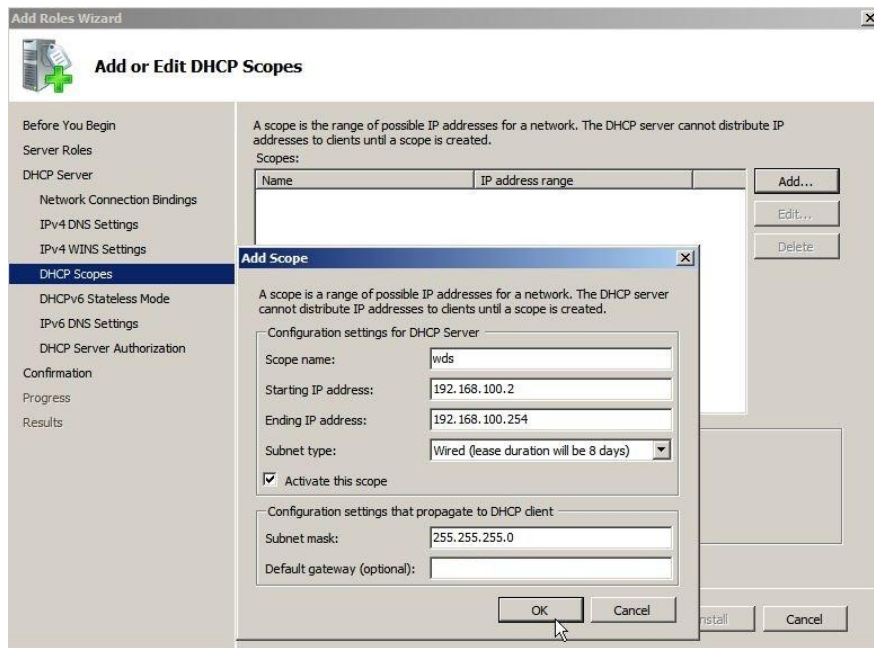 Add Roles Wizard
Add or Edit DHCP Scopes
Before You Begin
Server Roles
DHCP Server
Network Connection Bindings
IPv4 DNS Settings
IPv4 WINS Settings
DHCP Scopes
DHCPv6 Stateless Mode
IPv6 DNS Settings
DHCP Server Authorization
Confirmation
Progress
Results
A scope is the range of possible IP addresses for a network. The DHCP server cannot distribute IP
addresses to clients until a scope is created.
Scopes:
Name IP address range
Add...
Edit...
Delete
Add Scope
A scope is a range of possible IP addresses for a network. The DHCP server
cannot distribute IP addresses to clients until a scope is created.
Configuration settings for DHCP Server
Scope name: wds
Starting IP address: 192.168.100.2
Ending IP address: 192.168.100.254
Subnet type: Wired (lease duration will be 8 days)
Activate this scope
Configuration settings that propagate to DHCP client
Subnet mask: 255.255.255.0
Default gateway (optional):
OK Cancel
nstall Cancel